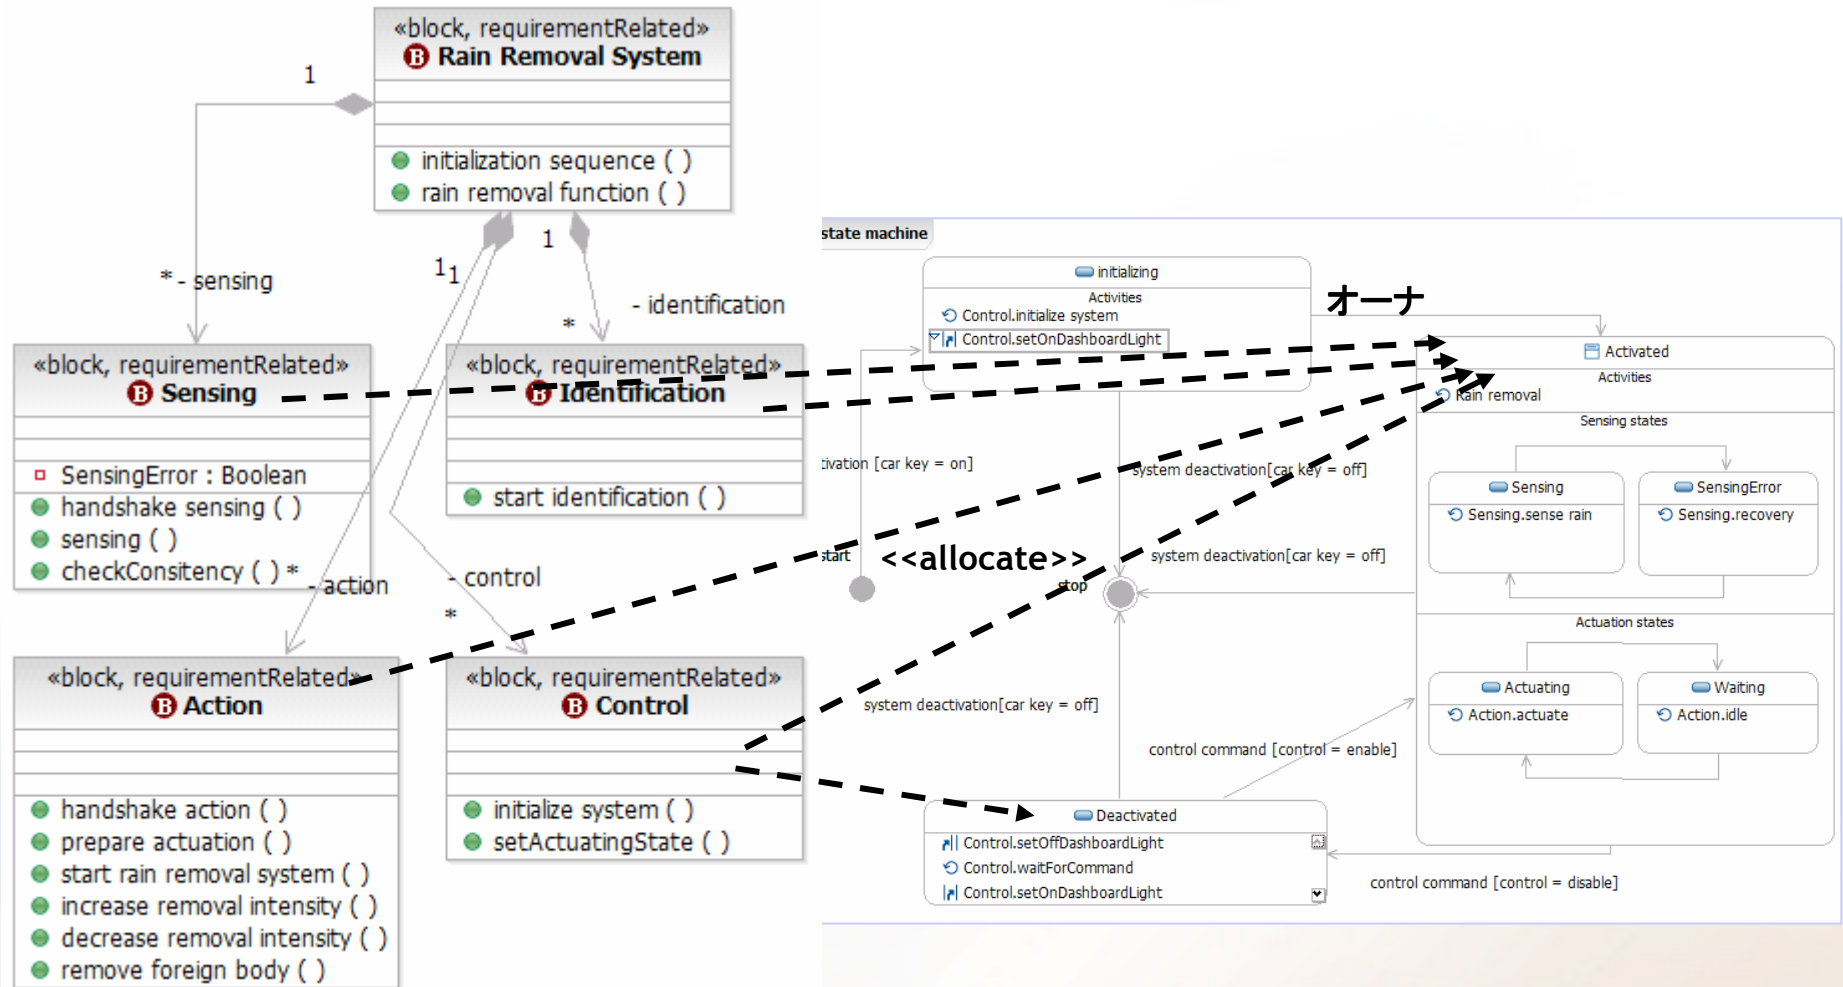 «block, requirementRelated»
B Rain Removal System
initialization sequence ( )
rain removal function ( )
1
1
1
1
* - sensing
- identification
*
«block, requirementRelated»
B Sensing
SensingError : Boolean
handshake sensing ( )
sensing ( )
checkConsitency ( )
«block, requirementRelated»
B Identification
start identification ( )
*
- action
- control
*
«block, requirementRelated»
B Action
handshake action ( )
prepare actuation ( )
start rain removal system ( )
increase removal intensity ( )
decrease removal intensity ( )
remove foreign body ( )
«block, requirementRelated»
B Control
initialize system ( )
setActuatingState ( )
state machine
initializing
Activities
Control.initialize system
Control.setOnDashboardLight
オーナ
Activated
Activities
Rain removal
Sensing states
tivation [car key = on]
system deactivation[car key = off]
Sensing
Sensing.sense rain
SensingError
Sensing.recovery
start
<<allocate>>
system deactivation[car key = off]
stop
Actuation states
Actuating
Action.actuate
Waiting
Action.idle
system deactivation[car key = off]
control command [control = enable]
Deactivated
Control.setOffDashboardLight
Control.waitForCommand
Control.setOnDashboardLight
control command [control = disable]